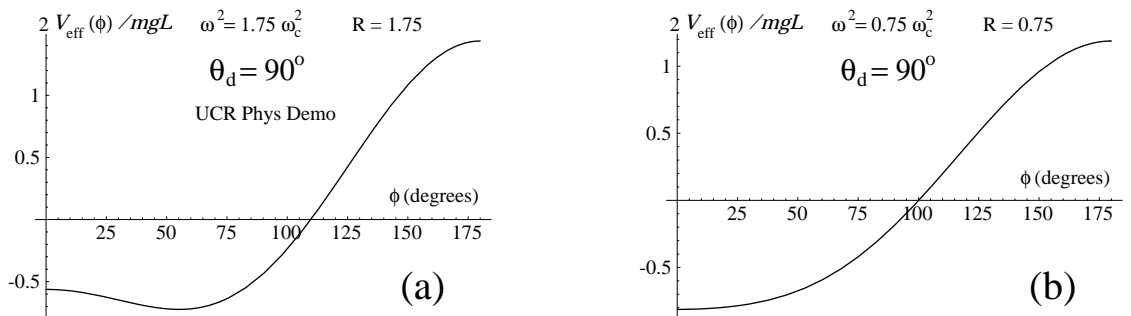 2 V_eff (φ) /mgL ω² = 1.75 ω_c² R = 1.75
θ_d = 90°
UCR Phys Demo
1
0.5
φ (degrees)
25 50 75 100 125 150 175
-0.5
(a)
2 V_eff (φ) /mgL ω² = 0.75 ω_c² R = 0.75
θ_d = 90°
1
0.5
φ (degrees)
25 50 75 100 125 150 175
-0.5
(b)